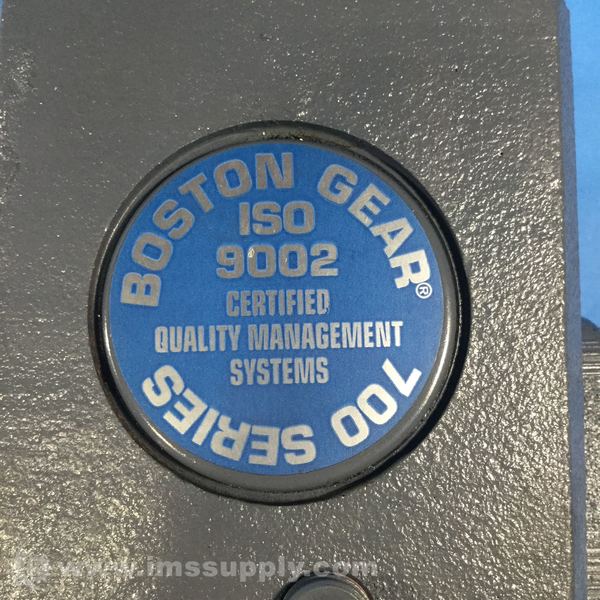 BOSTON GEAR®
ISO
9002
CERTIFIED
QUALITY MANAGEMENT
SYSTEMS
700 SERIES
www.imssupply.com